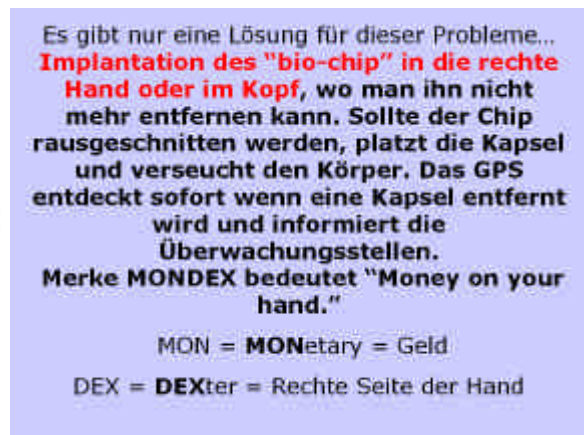 Es gibt nur eine Lösung für dieser Probleme...
Implantation des “bio-chip” in die rechte
Hand oder im Kopf, wo man ihn nicht
mehr entfernen kann. Sollte der Chip
rausgeschnitten werden, platzt die Kapsel
und verseucht den Körper. Das GPS
entdeckt sofort wenn eine Kapsel entfernt
wird und informiert die
Überwachungsstellen.
Merke MONDEX bedeutet “Money on your
hand.”
MON = MONetary = Geld
DEX = DEXter = Rechte Seite der Hand